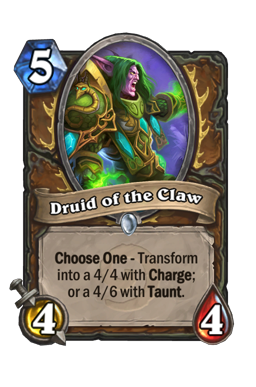 5
Druid of the Claw
Choose One - Transform
into a 4/4 with Charge;
or a 4/6 with Taunt.
4 4